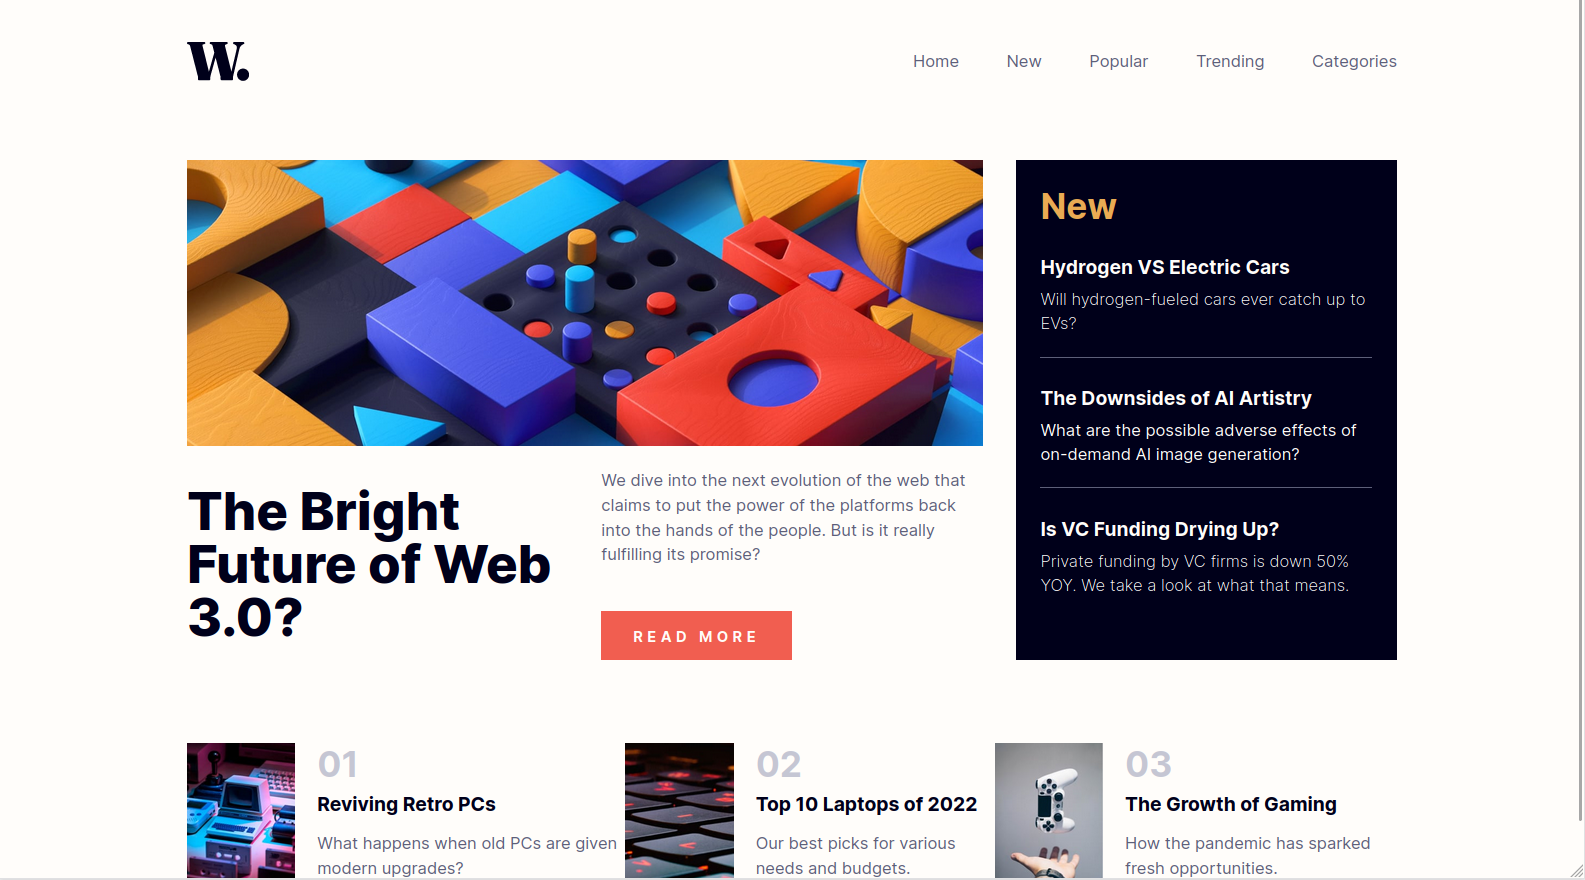 W.
Home New Popular Trending Categories
The Bright
Future of Web
3.0?
We dive into the next evolution of the web that
claims to put the power of the platforms back
into the hands of the people. But is it really
fulfilling its promise?
READ MORE
New
Hydrogen VS Electric Cars
Will hydrogen-fueled cars ever catch up to
EVs?
The Downsides of AI Artistry
What are the possible adverse effects of
on-demand AI image generation?
Is VC Funding Drying Up?
Private funding by VC firms is down 50%
YOY. We take a look at what that means.
01
Reviving Retro PCs
What happens when old PCs are given
modern upgrades?
02
Top 10 Laptops of 2022
Our best picks for various
needs and budgets.
03
The Growth of Gaming
How the pandemic has sparked
fresh opportunities.